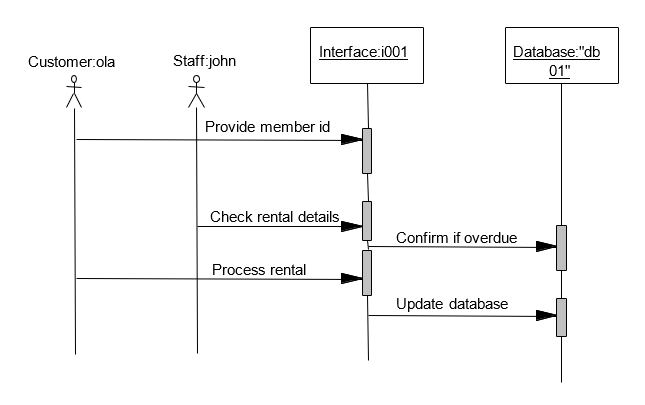 Customer:ola
Staff:john
Interface:i001
Database:"db
01"
Provide member id
Check rental details
Confirm if overdue
Process rental
Update database